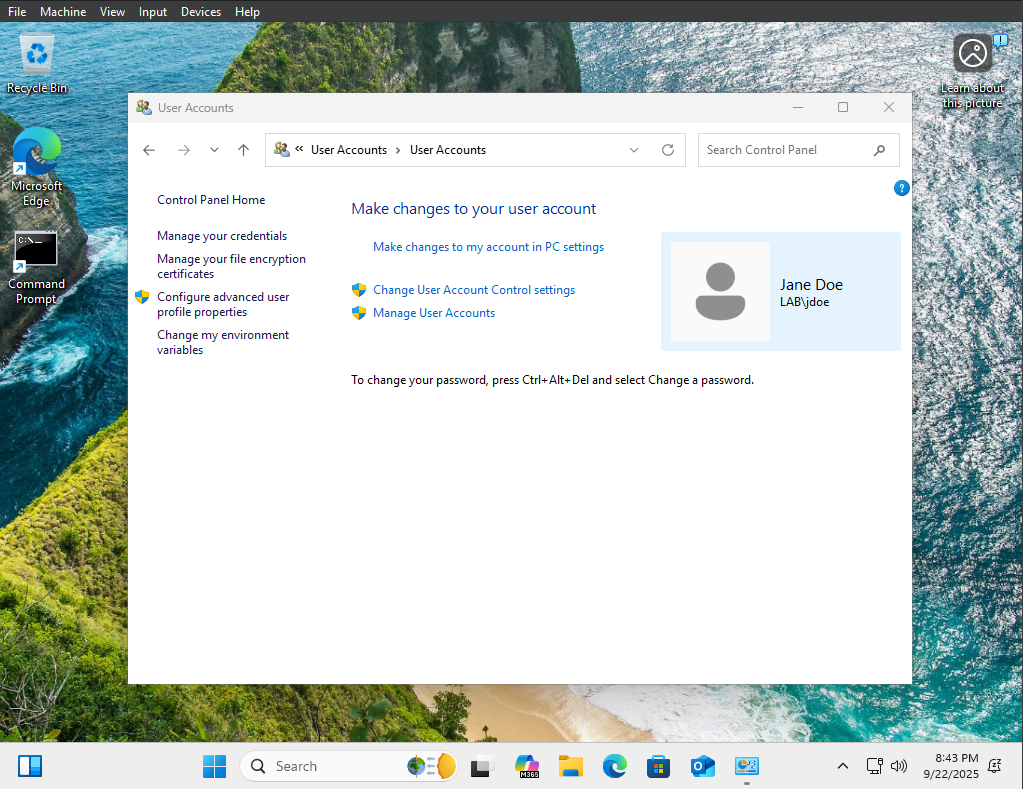 File Machine View Input Devices Help
Recycle Bin
Microsoft
Edge
C:\._
Command
Prompt
Learn about
this picture
User Accounts
« User Accounts › User Accounts
Search Control Panel
?
Control Panel Home
Manage your credentials
Manage your file encryption
certificates
Configure advanced user
profile properties
Change my environment
variables
Make changes to your user account
Make changes to my account in PC settings
Change User Account Control settings
Manage User Accounts
Jane Doe
LAB\jdoe
To change your password, press Ctrl+Alt+Del and select Change a password.
Search
M365
8:43 PM
9/22/2025